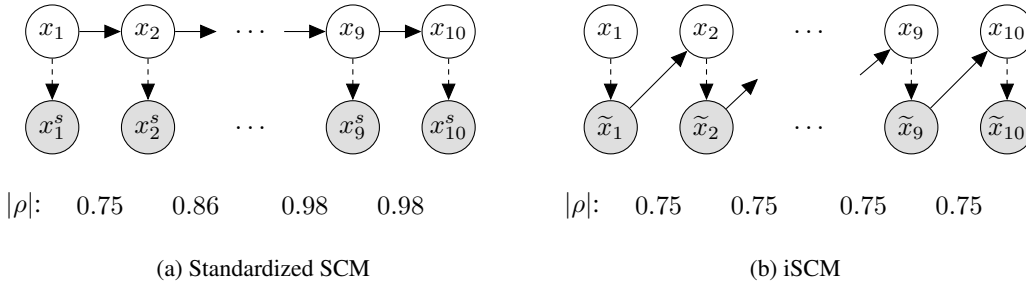 x₁ x₂ ··· x₉ x₁₀
x₁ˢ x₂ˢ ··· x₉ˢ x₁₀ˢ
|ρ|: 0.75 0.86 0.98 0.98
(a) Standardized SCM
x₁ x₂ ··· x₉ x₁₀
x̃₁ x̃₂ ··· x̃₉ x̃₁₀
|ρ|: 0.75 0.75 0.75 0.75
(b) iSCM